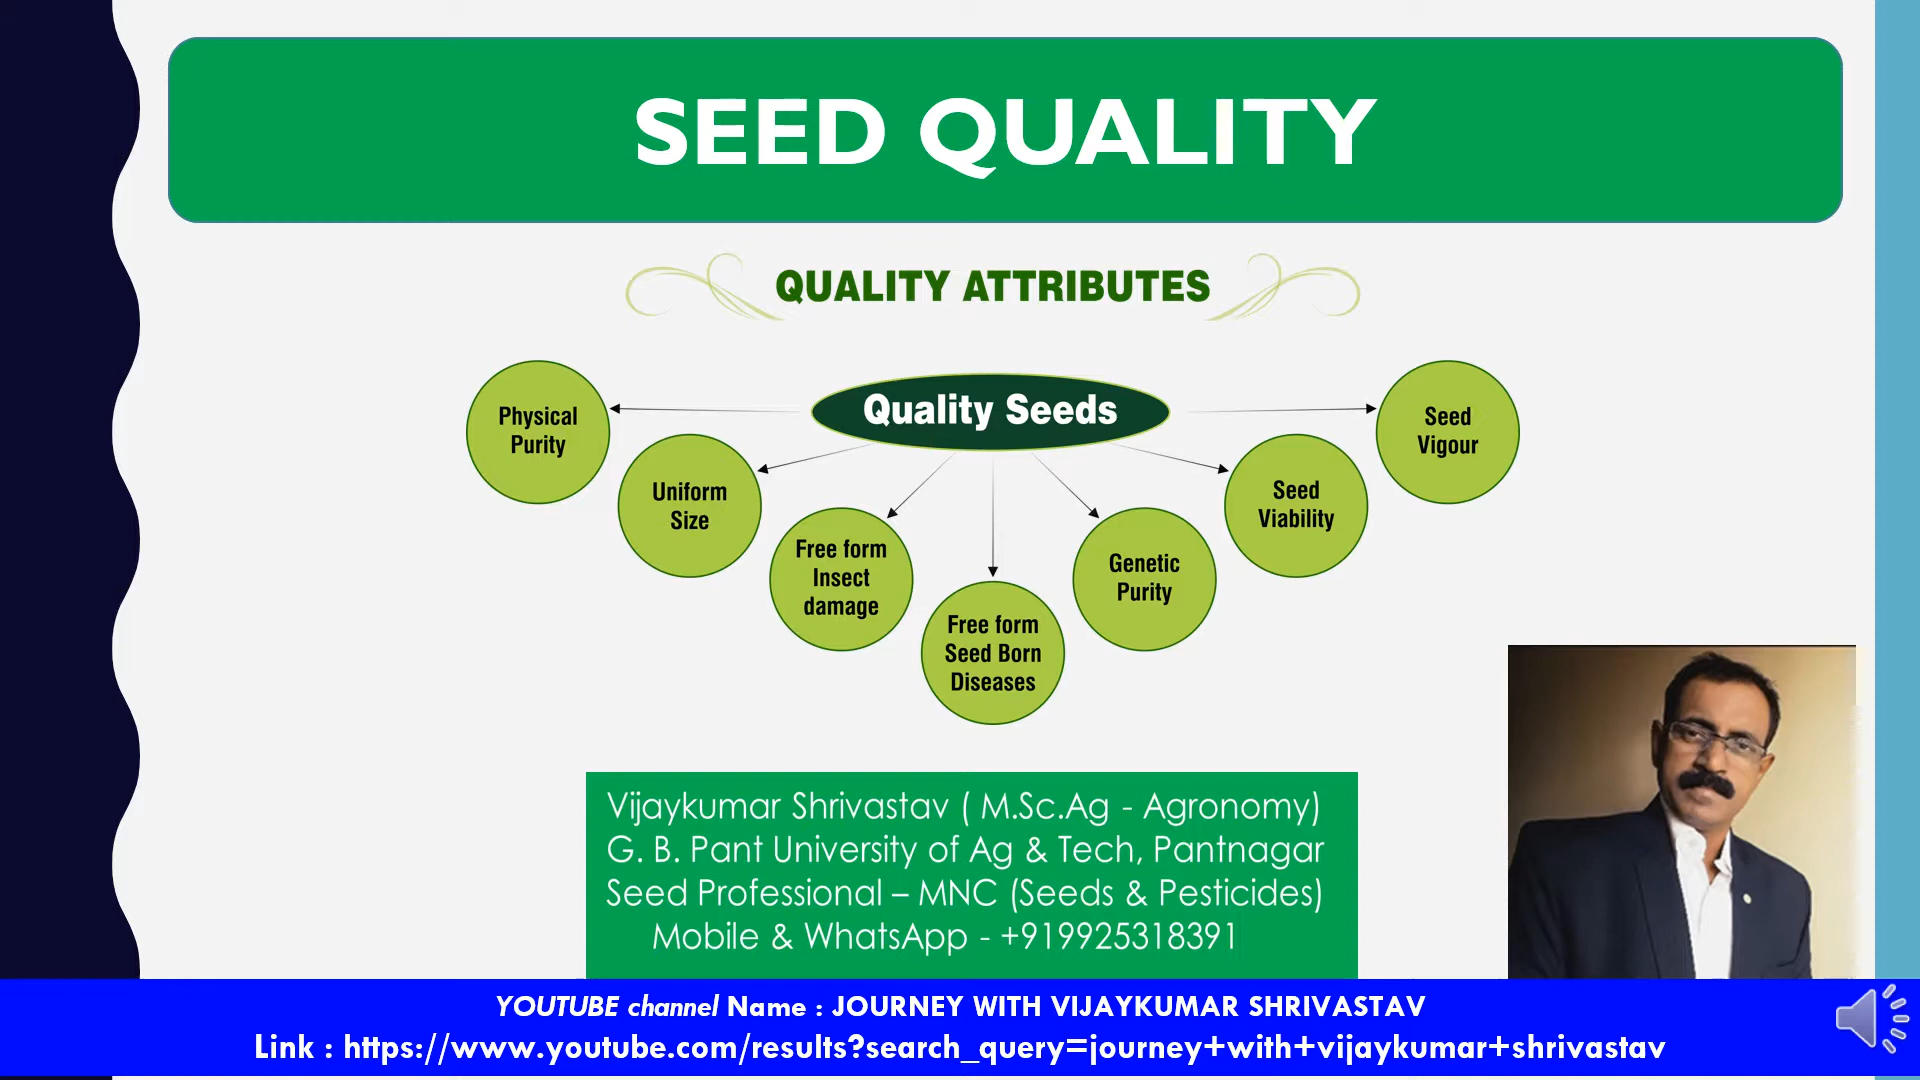 SEED QUALITY
QUALITY ATTRIBUTES
Quality Seeds
Physical
Purity
Uniform
Size
Free form
Insect
damage
Free form
Seed Born
Diseases
Genetic
Purity
Seed
Viability
Seed
Vigour
Vijaykumar Shrivastav ( M.Sc.Ag - Agronomy)
G. B. Pant University of Ag & Tech, Pantnagar
Seed Professional – MNC (Seeds & Pesticides)
Mobile & WhatsApp - +919925318391
YOUTUBE channel Name : JOURNEY WITH VIJAYKUMAR SHRIVASTAV
Link : https://www.youtube.com/results?search_query=journey+with+vijaykumar+shrivastav